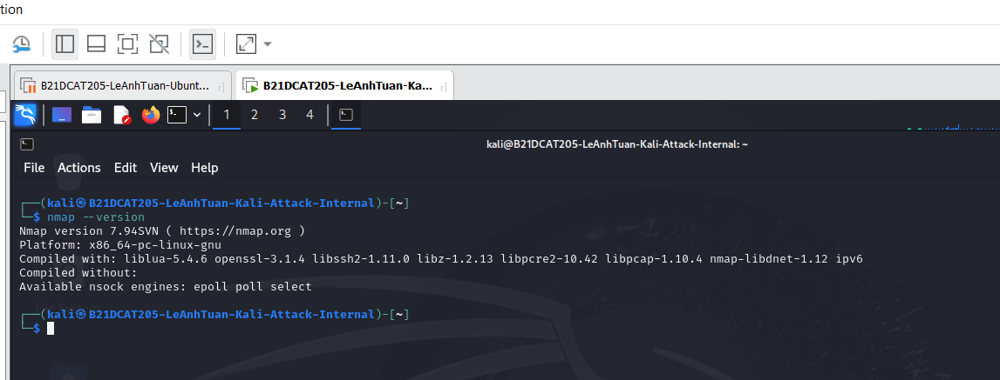 tion
B21DCAT205-LeAnhTuan-Ubunt...
B21DCAT205-LeAnhTuan-Ka...
1 2 3 4
kali@B21DCAT205-LeAnhTuan-Kali-Attack-Internal: ~
File Actions Edit View Help
┌──(kali㉿B21DCAT205-LeAnhTuan-Kali-Attack-Internal)-[~]
└─$ nmap --version
Nmap version 7.94SVN ( https://nmap.org )
Platform: x86_64-pc-linux-gnu
Compiled with: liblua-5.4.6 openssl-3.1.4 libssh2-1.11.0 libz-1.2.13 libpcre2-10.42 libpcap-1.10.4 nmap-libdnet-1.12 ipv6
Compiled without:
Available nsock engines: epoll poll select
┌──(kali㉿B21DCAT205-LeAnhTuan-Kali-Attack-Internal)-[~]
└─$